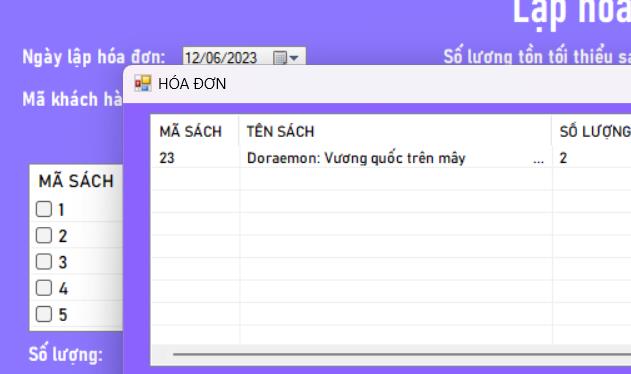 Lập hóa
Ngày lập hóa đơn: 12/06/2023
Số lượng tồn tối thiểu
Mã khách hà
HÓA ĐƠN
MÃ SÁCH TÊN SÁCH SỐ LƯỢNG
23 Doraemon: Vương quốc trên mây ... 2
MÃ SÁCH
1
2
3
4
5
Số lượng: